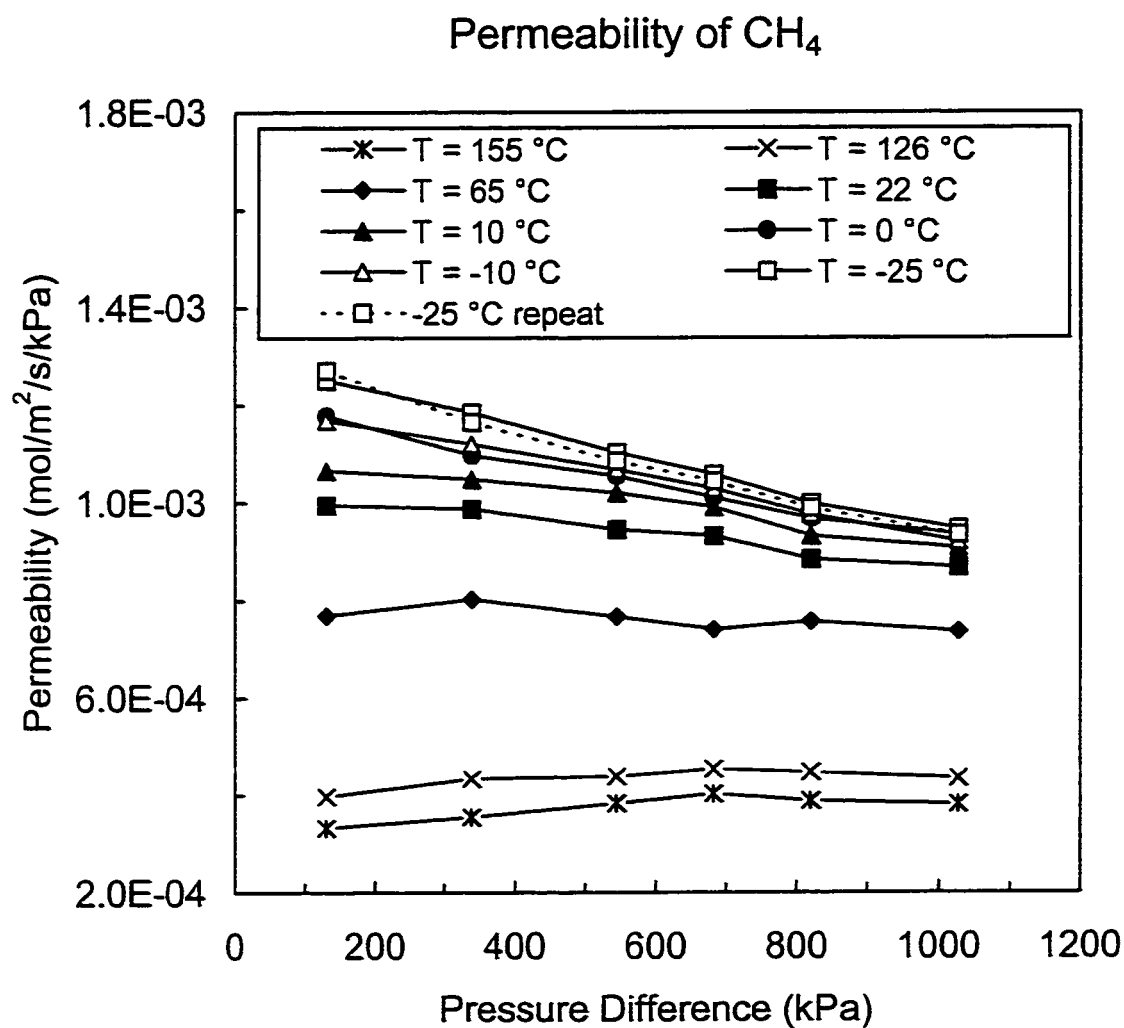 Permeability of CH₄
1.8E-03
1.4E-03
1.0E-03
6.0E-04
2.0E-04
Permeability (mol/m²/s/kPa)
T = 155 °C
T = 126 °C
T = 65 °C
T = 22 °C
T = 10 °C
T = 0 °C
T = -10 °C
T = -25 °C
-25 °C repeat
0
200
400
600
800
1000
1200
Pressure Difference (kPa)